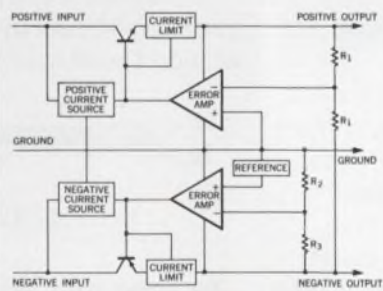 POSITIVE INPUT
CURRENT
LIMIT
POSITIVE OUTPUT
POSITIVE
CURRENT
SOURCE
−
ERROR
AMP
+
R1
R1
GROUND
GROUND
REFERENCE
NEGATIVE
CURRENT
SOURCE
+
ERROR
AMP
−
R2
R3
NEGATIVE INPUT
CURRENT LIMIT
NEGATIVE OUTPUT